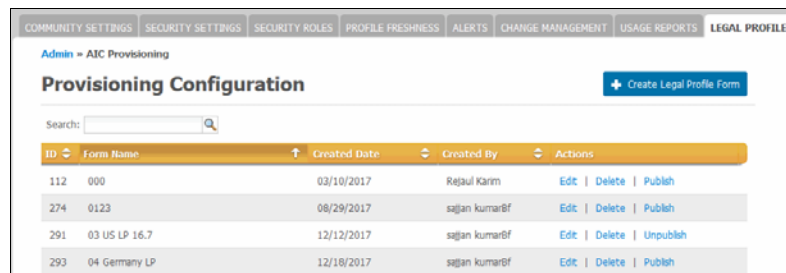 COMMUNITY SETTINGS SECURITY SETTINGS SECURITY ROLES PROFILE FRESHNESS ALERTS CHANGE MANAGEMENT USAGE REPORTS LEGAL PROFILE
Admin » AIC Provisioning
Provisioning Configuration
Create Legal Profile Form
Search:
ID Form Name Created Date Created By Actions
112 000 03/10/2017 Rejaul Karim Edit | Delete | Publish
274 0123 08/29/2017 sajjan kumarBf Edit | Delete | Publish
291 03 US LP 16.7 12/12/2017 sajjan kumarBf Edit | Delete | Unpublish
293 04 Germany LP 12/18/2017 sajjan kumarBf Edit | Delete | Publish